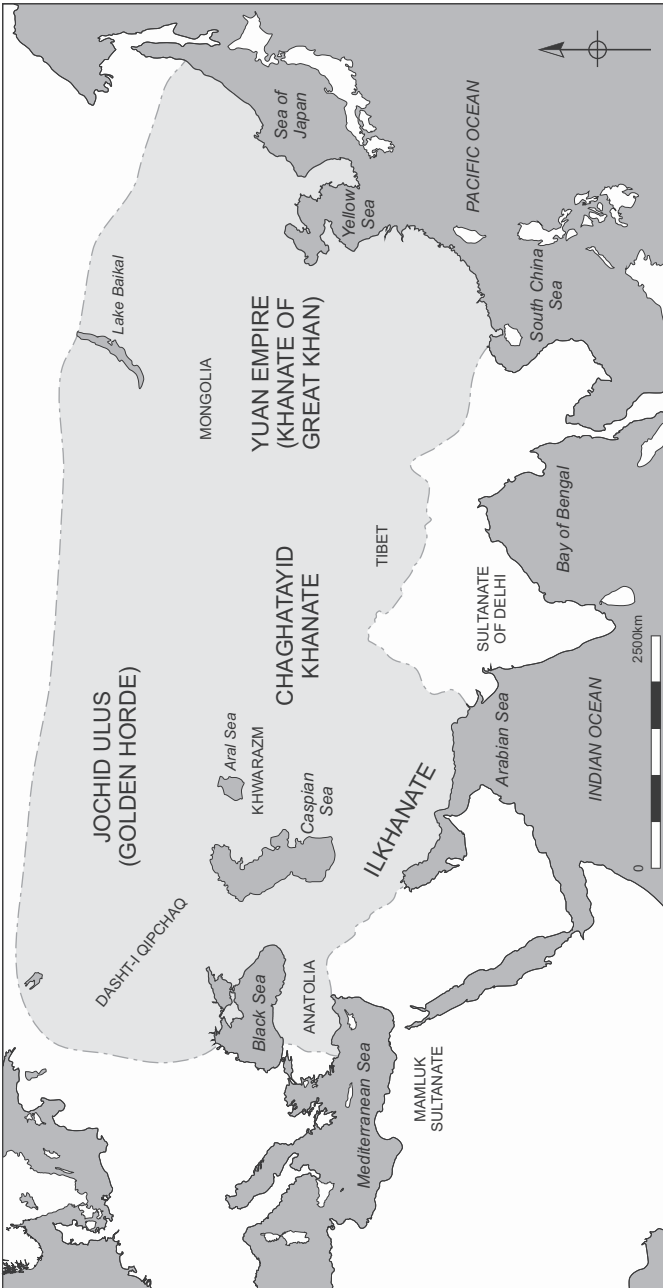 JOCHID ULUS
(GOLDEN HORDE)
DASHT-I QIPCHAQ
Lake Baikal
MONGOLIA
YUAN EMPIRE
(KHANATE OF
GREAT KHAN)
Sea of
Japan
Yellow
Sea
PACIFIC OCEAN
Aral Sea
KHWARAZM
Caspian
Sea
CHAGHATAYID
KHANATE
Black Sea
ANATOLIA
ILKHANATE
TIBET
Mediterranean Sea
MAMLUK
SULTANATE
SULTANATE
OF DELHI
Arabian Sea
Bay of Bengal
South China
Sea
INDIAN OCEAN
0
2500km